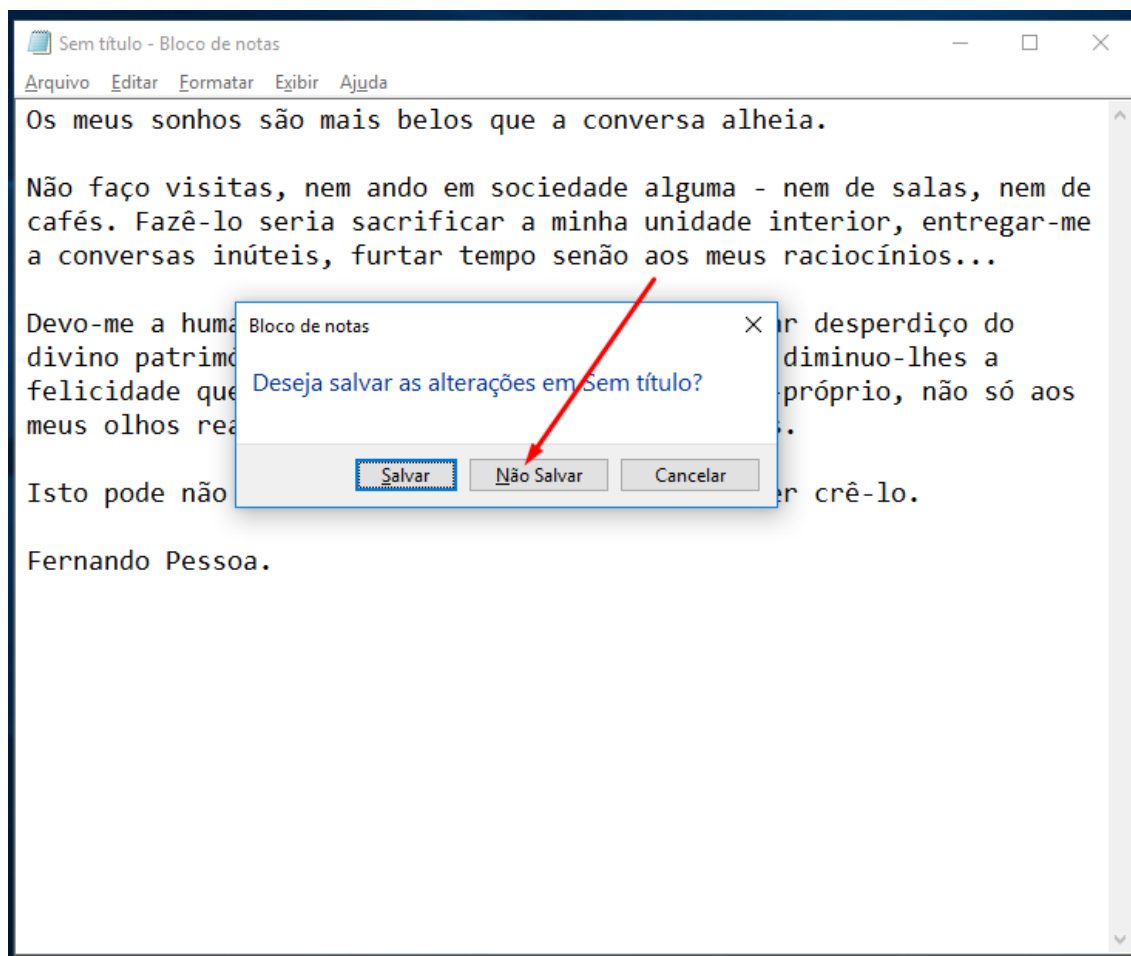 Sem título - Bloco de notas
Arquivo Editar Formatar Exibir Ajuda
Os meus sonhos são mais belos que a conversa alheia.
Não faço visitas, nem ando em sociedade alguma - nem de salas, nem de
cafés. Fazê-lo seria sacrificar a minha unidade interior, entregar-me
a conversas inúteis, furtar tempo senão aos meus raciocínios...
Devo-me a desperdiço do
divino diminuo-lhes a
felicidade que próprio, não só aos
meus olhos
Isto pode não crê-lo.
Fernando Pessoa.
Bloco de notas
Deseja salvar as alterações em Sem título?
Salvar Não Salvar Cancelar